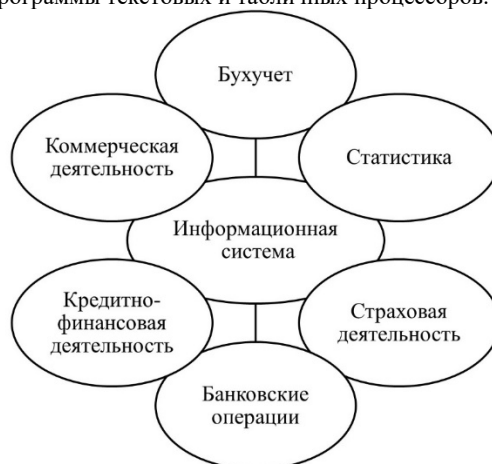 программы текстовых и табличных процессоров.
Бухучет
Коммерческая
деятельность
Статистика
Информационная
система
Кредитно-
финансовая
деятельность
Страховая
деятельность
Банковские
операции